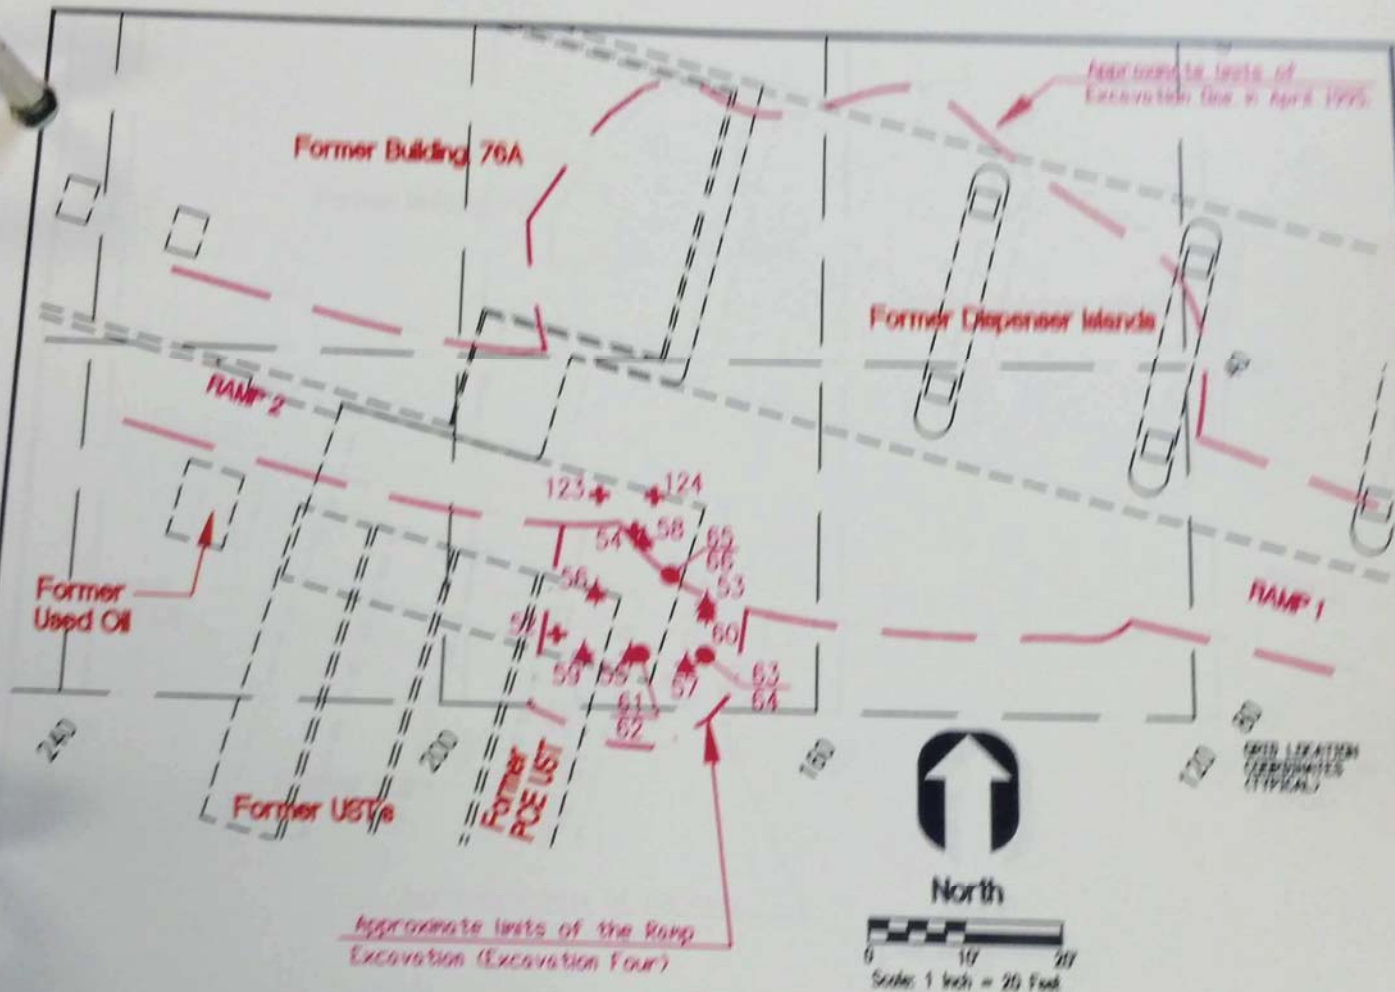 Approximate limits of
Excavation One in April 1995.
Former Building 76A
Former Dispenser Islands
RAMP 2
123
124
54
58
65
66
56
53
Former
Used Oil
RAMP 1
60
59
55
57
63
64
61
62
240
200
160
120
80
GRID LOCATION
COORDINATES
(TYPICAL)
Former USTs
Former
PCE UST
North
0
10'
20'
Scale: 1 inch = 20 Feet
Approximate limits of the Ramp
Excavation (Excavation Four)